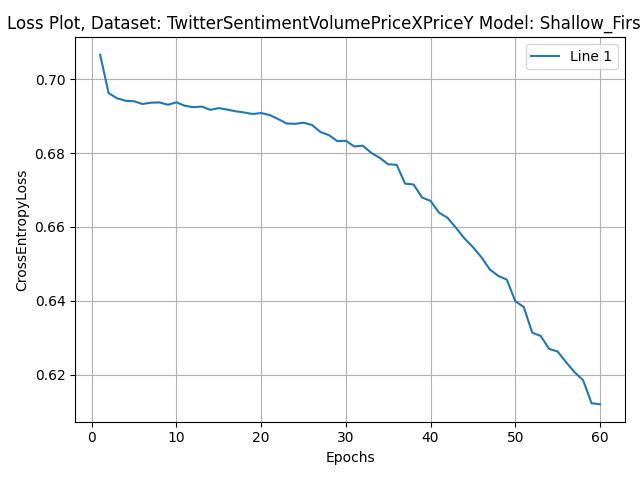 Loss Plot, Dataset: TwitterSentimentVolumePriceXPriceY Model: Shallow_Firs
Line 1
CrossEntropyLoss
0.70
0.68
0.66
0.64
0.62
0 10 20 30 40 50 60
Epochs